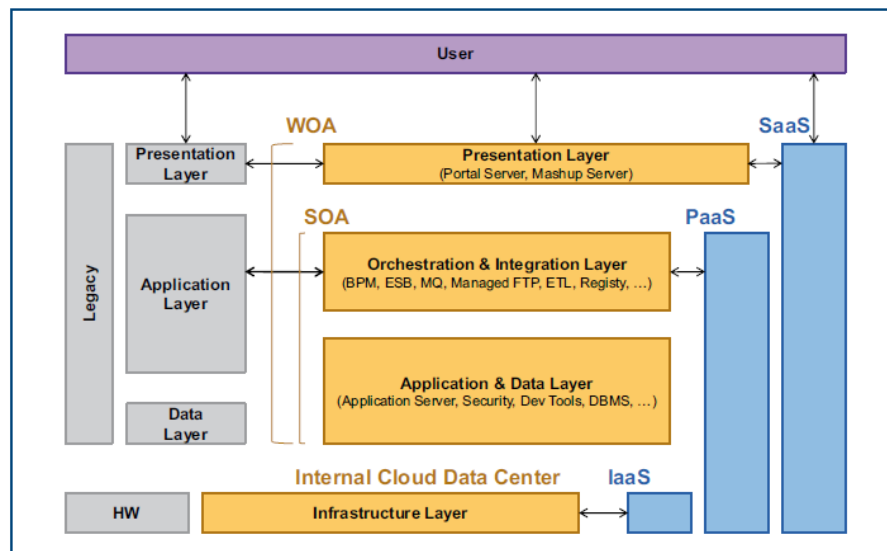 User
WOA
SaaS
Presentation
Layer
Presentation Layer
(Portal Server, Mashup Server)
SOA
PaaS
Legacy
Application
Layer
Orchestration & Integration Layer
(BPM, ESB, MQ, Managed FTP, ETL, Registy, ...)
Application & Data Layer
(Application Server, Security, Dev Tools, DBMS, ...)
Data
Layer
Internal Cloud Data Center
IaaS
HW
Infrastructure Layer